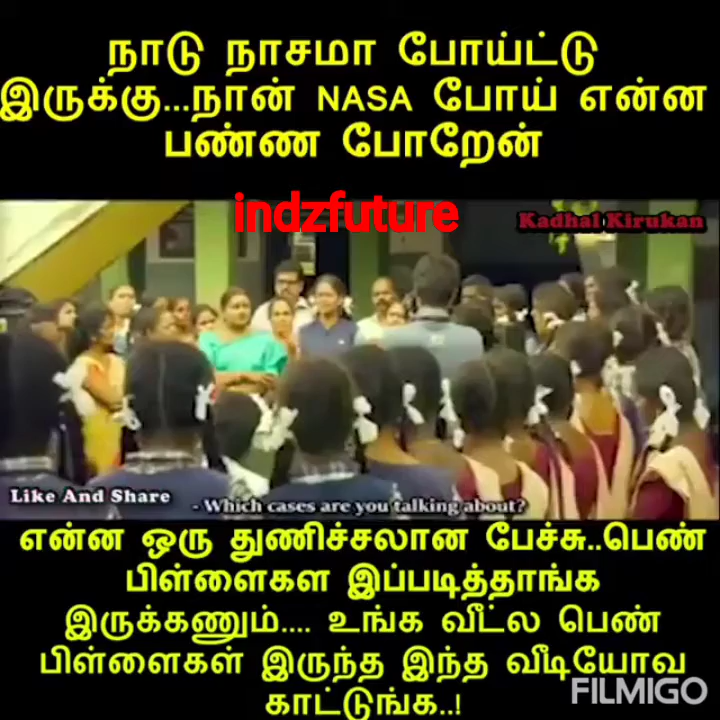 நாடு நாசமா போய்ட்டு
இருக்கு...நான் NASA போய் என்ன
பண்ண போறேன்
indzfuture
Kadhal Kirukan
Like And Share
- Which cases are you talking about?
என்ன ஒரு துணிச்சலான பேச்சு..பெண்
பிள்ளைகள இப்படித்தாங்க
இருக்கணும்.... உங்க வீட்ல பெண்
பிள்ளைகள் இருந்த இந்த வீடியோவ
காட்டுங்க..!
FILMIGO